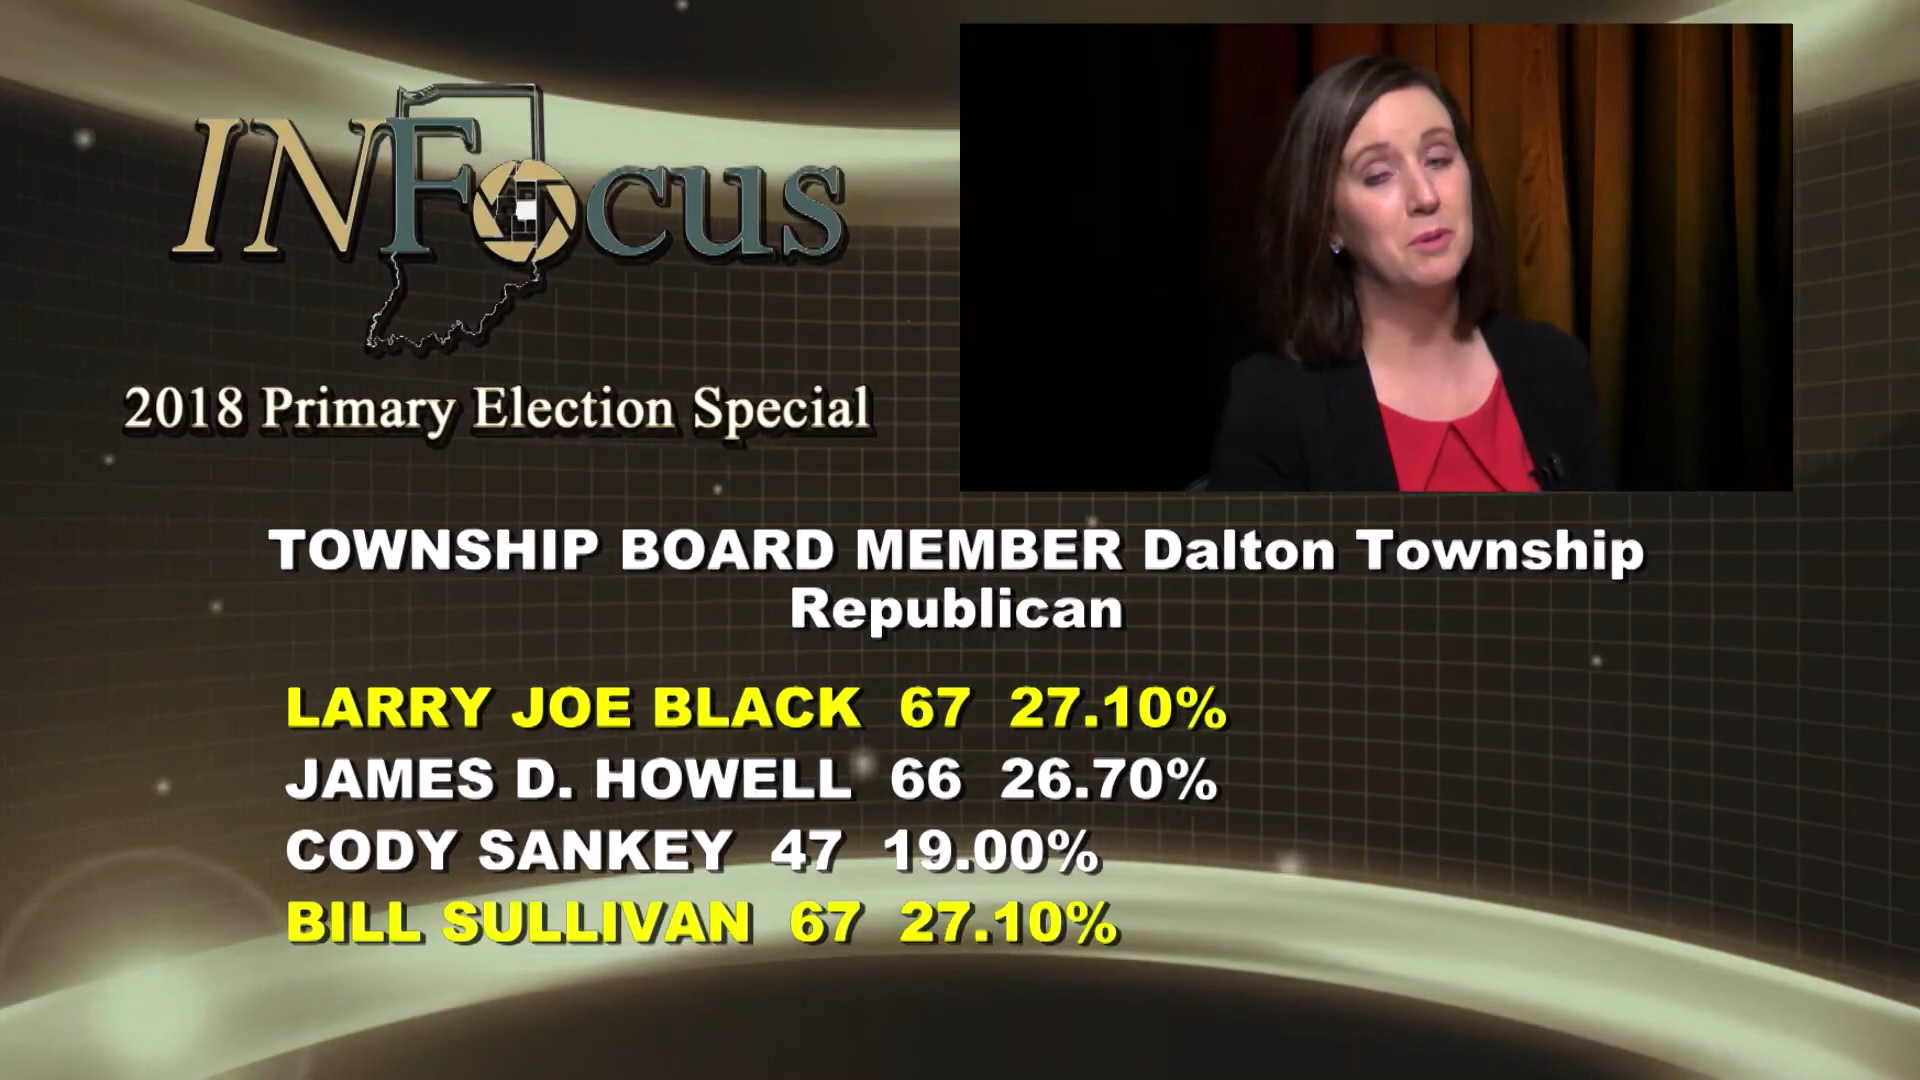 INFocus
2018 Primary Election Special
TOWNSHIP BOARD MEMBER Dalton Township
Republican
LARRY JOE BLACK 67 27.10%
JAMES D. HOWELL 66 26.70%
CODY SANKEY 47 19.00%
BILL SULLIVAN 67 27.10%